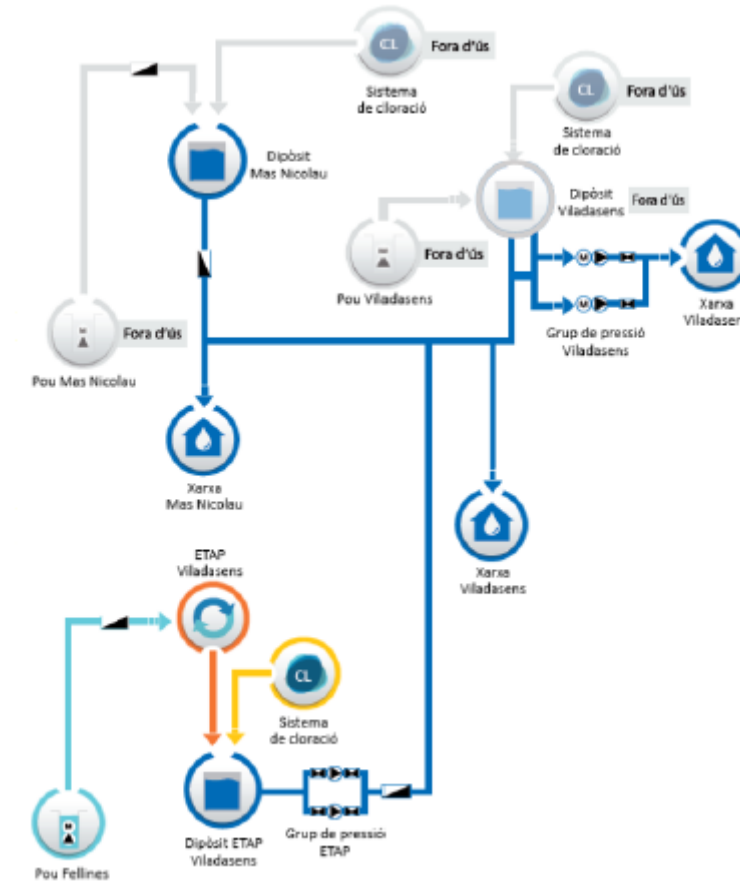 CL
Fora d'ús
Sistema
de cloració
CL
Fora d'ús
Sistema
de cloració
Dipòsit
Mas Nicolau
Dipòsit
Viladasens
Fora d'ús
Fora d'ús
Pou Viladasens
M
M
Grup de pressió
Viladasens
Xarxa
Viladasen
M
Fora d'ús
Pou Mas Nicolau
Xarxa
Mas Nicolau
Xarxa
Viladasens
ETAP
Viladasens
CL
Sistema
de cloració
Dipòsit ETAP
Viladasens
Grup de pressió
ETAP
M
Pou Fellines